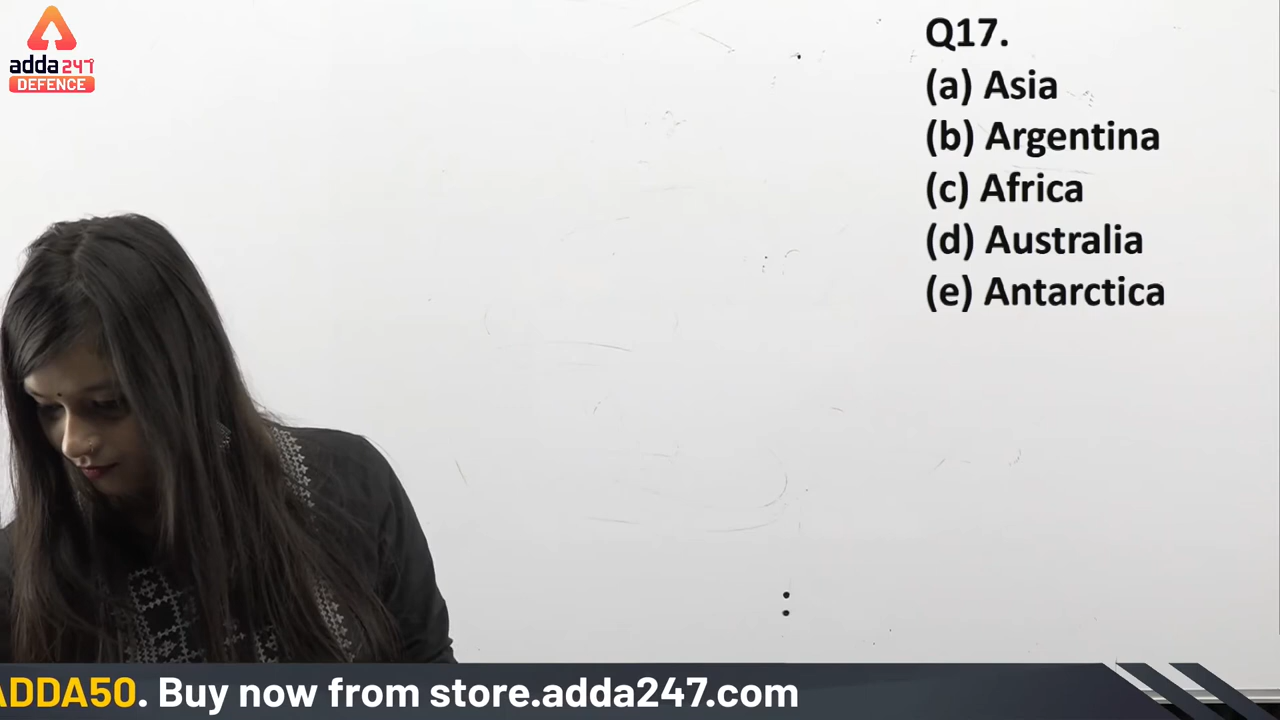 adda247
DEFENCE
Q17.
(a) Asia
(b) Argentina
(c) Africa
(d) Australia
(e) Antarctica
ADDA50. Buy now from store.adda247.com